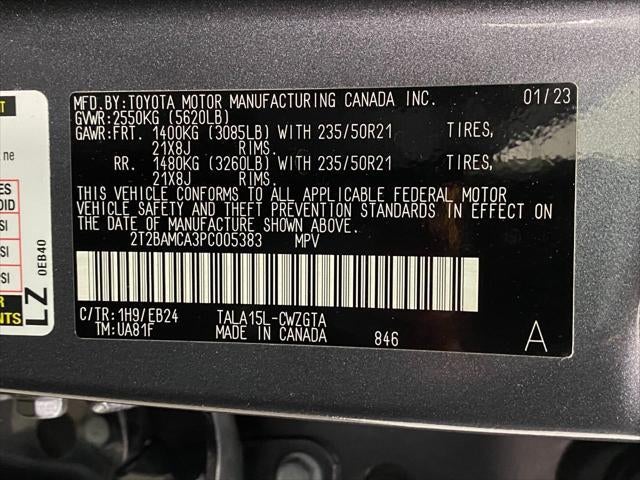 MFD.BY:TOYOTA MOTOR MANUFACTURING CANADA INC. 01/23
GVWR:2550KG (5620LB)
GAWR:FRT. 1400KG (3085LB) WITH 235/50R21 TIRES,
21X8J RIMS.
RR. 1480KG (3260LB) WITH 235/50R21 TIRES,
21X8J RIMS.
THIS VEHICLE CONFORMS TO ALL APPLICABLE FEDERAL MOTOR
VEHICLE SAFETY AND THEFT PREVENTION STANDARDS IN EFFECT ON
THE DATE OF MANUFACTURE SHOWN ABOVE.
2T2BAMCA3PC005383 MPV
C/TR: 1H9/EB24 TALA15L-CWZGTA
TM:UA81F MADE IN CANADA 846 A
LZ 0EB40
ne